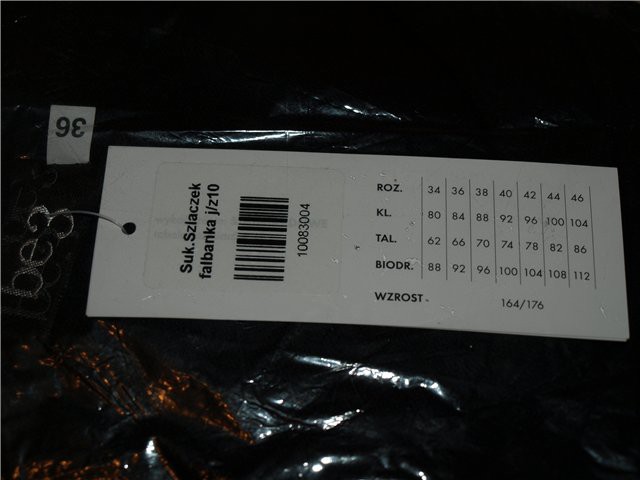 36
be3
Suk.Szlaczek
falbanka j/z10
10083004
ROZ. 34 36 38 40 42 44 46
KL. 80 84 88 92 96 100 104
TAL. 62 66 70 74 78 82 86
BIODR. 88 92 96 100 104 108 112
WZROST - 164/176